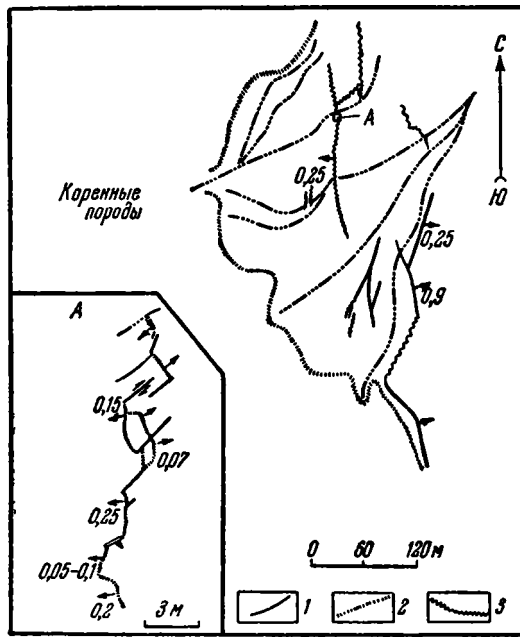 С
А
0,25
Коренные
породы
Ю
0,25
0,9
А
0,15
0,07
0,25
0,05-0,1
0,2
3 м
0 60 120 м
1 2 3